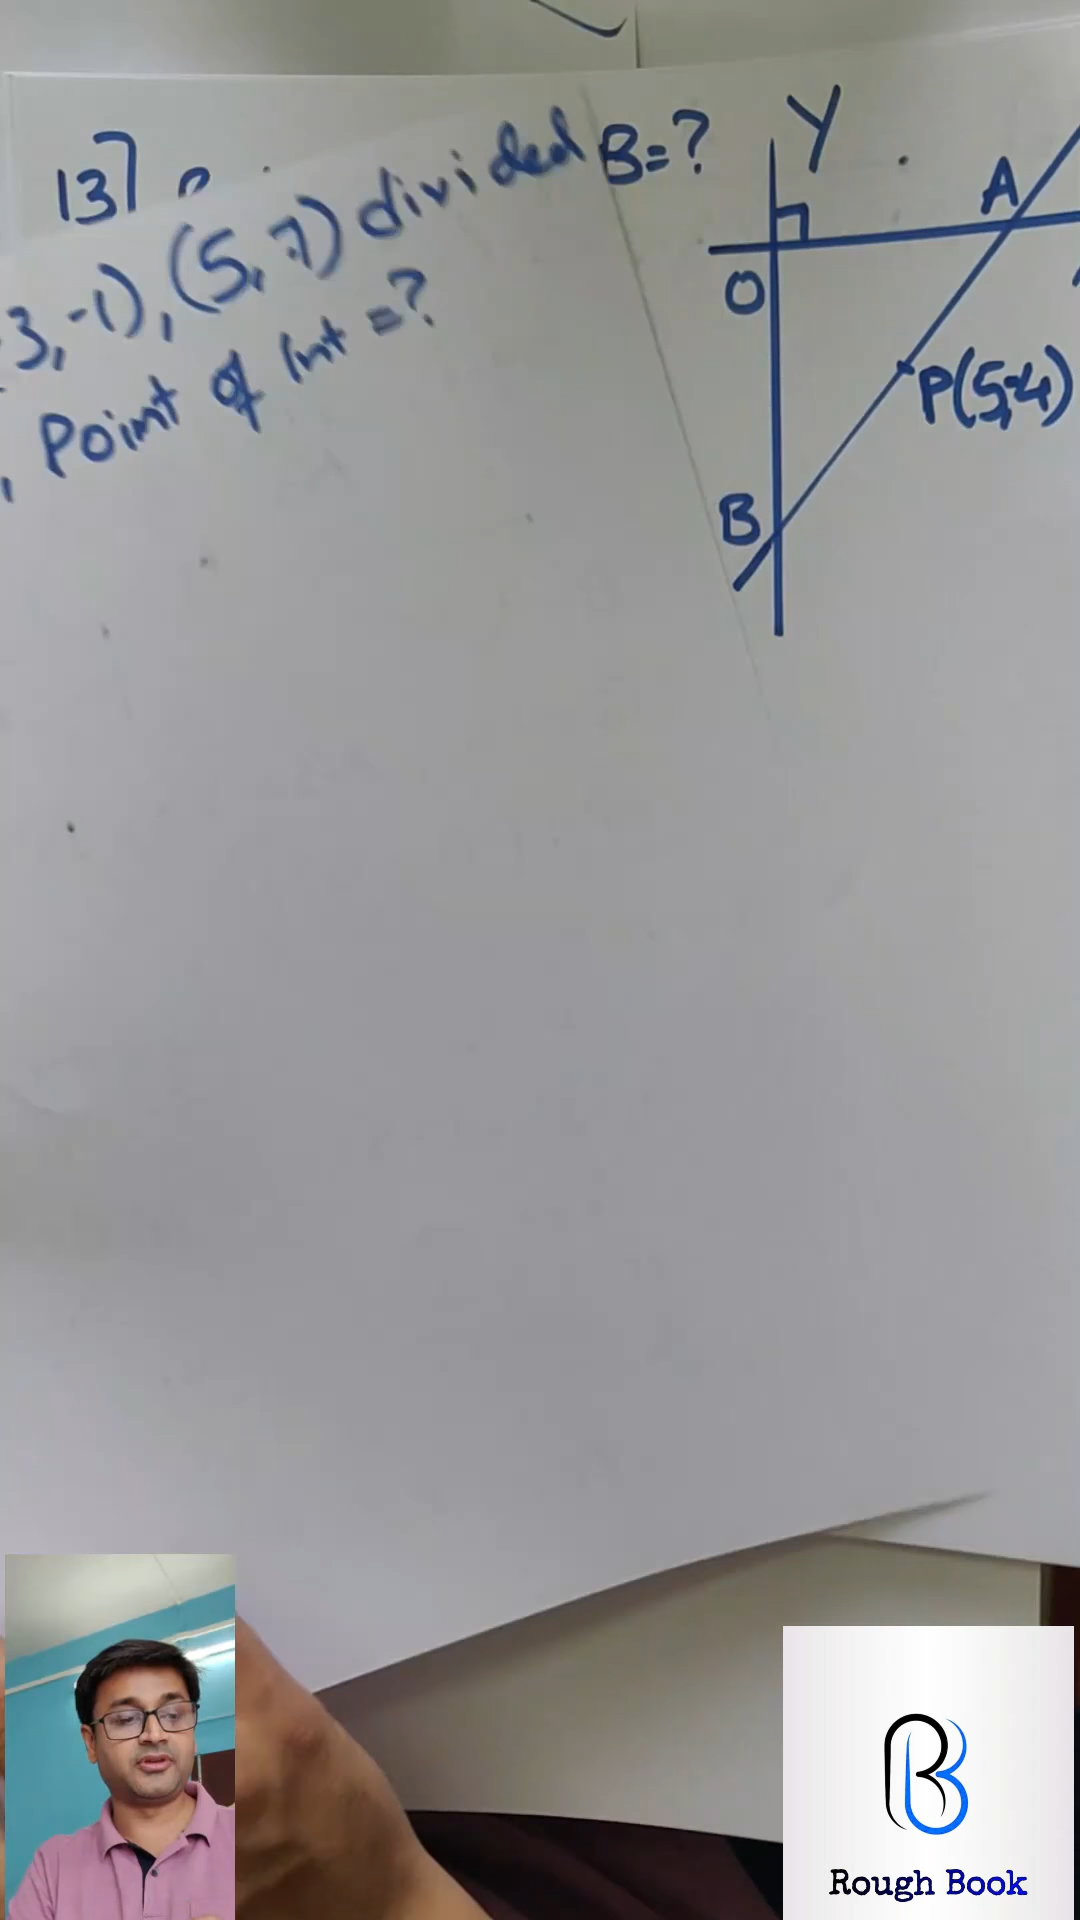 137
3, -1), (5, 7) divided
, Point of Int = ?
B = ?
Y
A
O
P(5,-4)
B
Rough Book